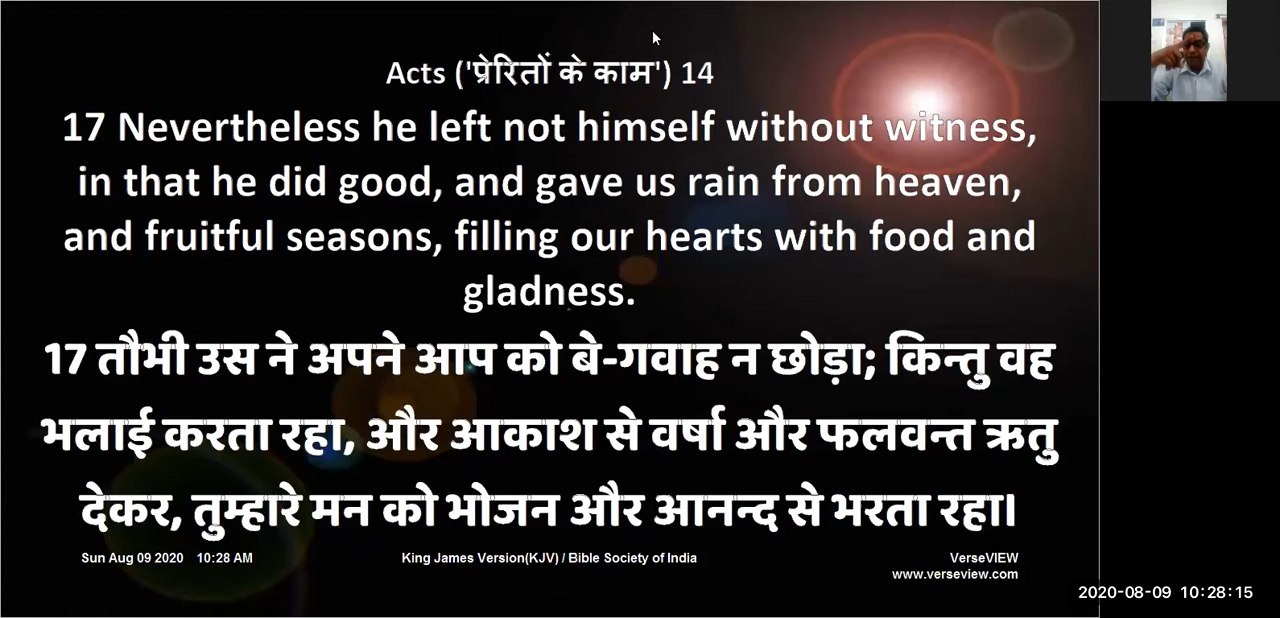 Acts ('प्रेरितों के काम') 14
17 Nevertheless he left not himself without witness,
in that he did good, and gave us rain from heaven,
and fruitful seasons, filling our hearts with food and
gladness.
17 तौभी उस ने अपने आप को बे-गवाह न छोड़ा; किन्तु वह
भलाई करता रहा, और आकाश से वर्षा और फलवन्त ऋतु
देकर, तुम्हारे मन को भोजन और आनन्द से भरता रहा।
Sun Aug 09 2020 10:28 AM King James Version(KJV) / Bible Society of India VerseVIEW
www.verseview.com
2020-08-09 10:28:15